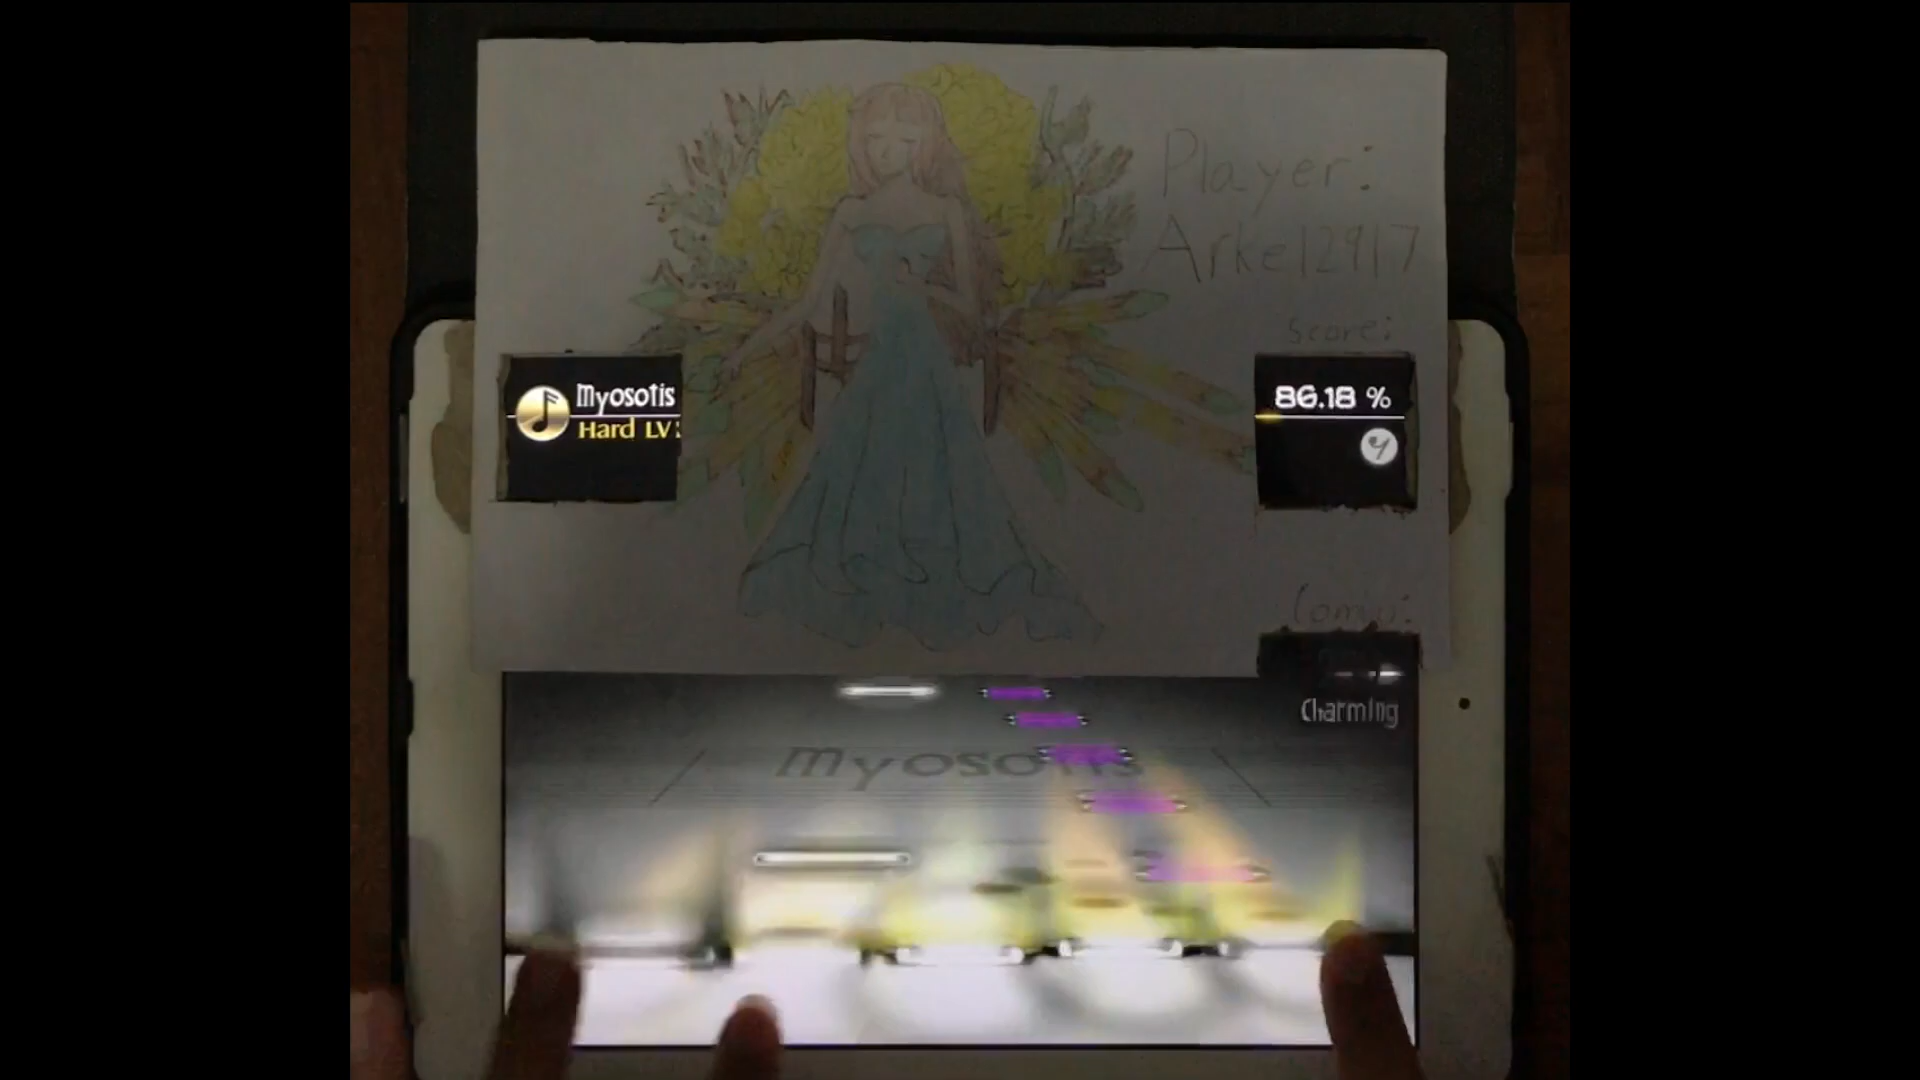 Player:
Arke12917
Score:
Myosotis
Hard LV
86.18 %
Combo:
Charming
Myosotis